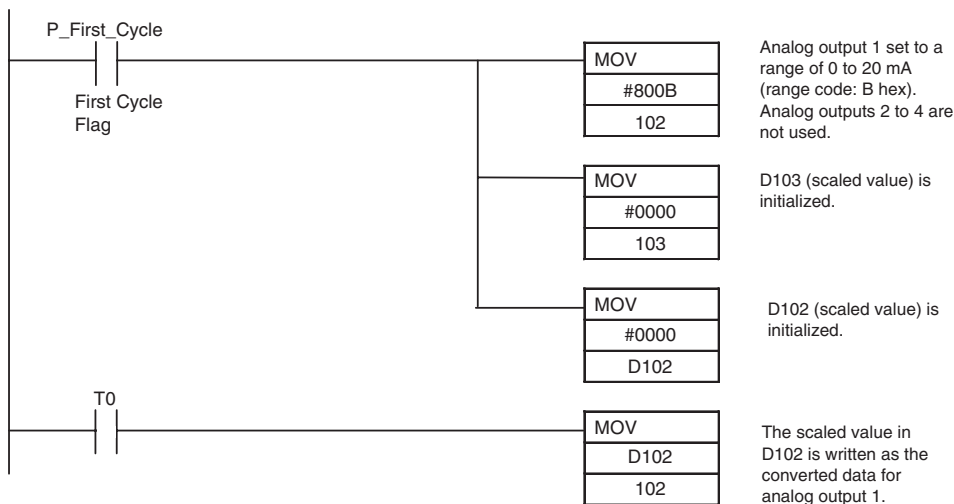 P_First_Cycle
First Cycle
Flag
MOV
#800B
102
Analog output 1 set to a
range of 0 to 20 mA
(range code: B hex).
Analog outputs 2 to 4 are
not used.
MOV
#0000
103
D103 (scaled value) is
initialized.
MOV
#0000
D102
D102 (scaled value) is
initialized.
T0
MOV
D102
102
The scaled value in
D102 is written as the
converted data for
analog output 1.